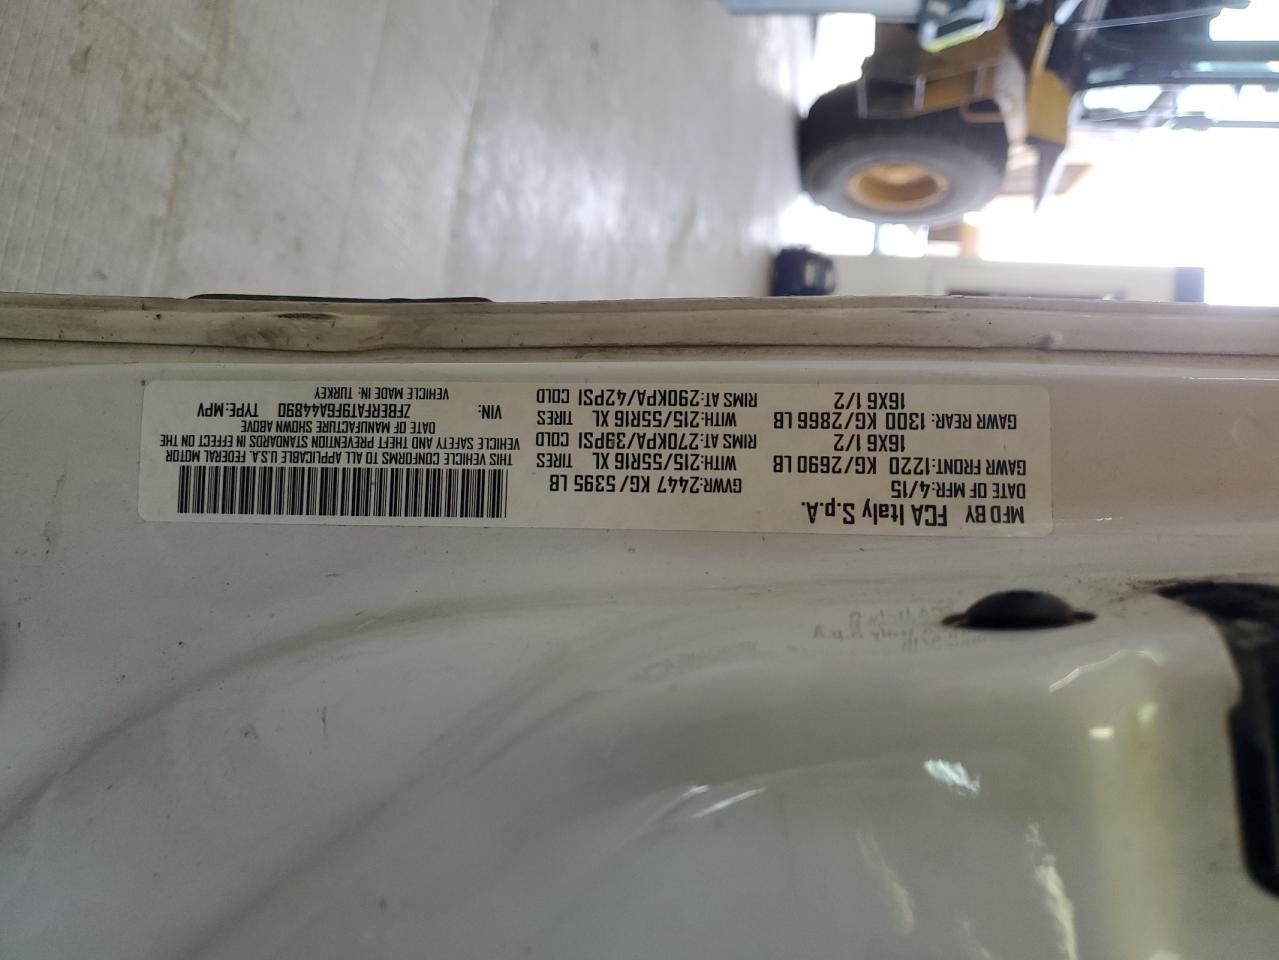 MFD BY FCA Italy S.p.A.
DATE OF MFR:4/15 GVWR:2447 KG/ 5395 LB
GAWR FRONT:1220 KG/2690 LB WITH:215/55R16 XL TIRES
16X6 1/2 RIMS AT:270KPA/39PSI COLD
GAWR REAR: 1300 KG/2866 LB WITH:215/55R16 XL TIRES
16X6 1/2 RIMS AT:290KPA/42PSI COLD
THIS VEHICLE CONFORMS TO ALL APPLICABLE U.S.A. FEDERAL MOTOR
VEHICLE SAFETY AND THEFT PREVENTION STANDARDS IN EFFECT ON THE
DATE OF MANUFACTURE SHOWN ABOVE
VIN: ZFBERFAT9F6A44890 TYPE:MPV
VEHICLE MADE IN: TURKEY